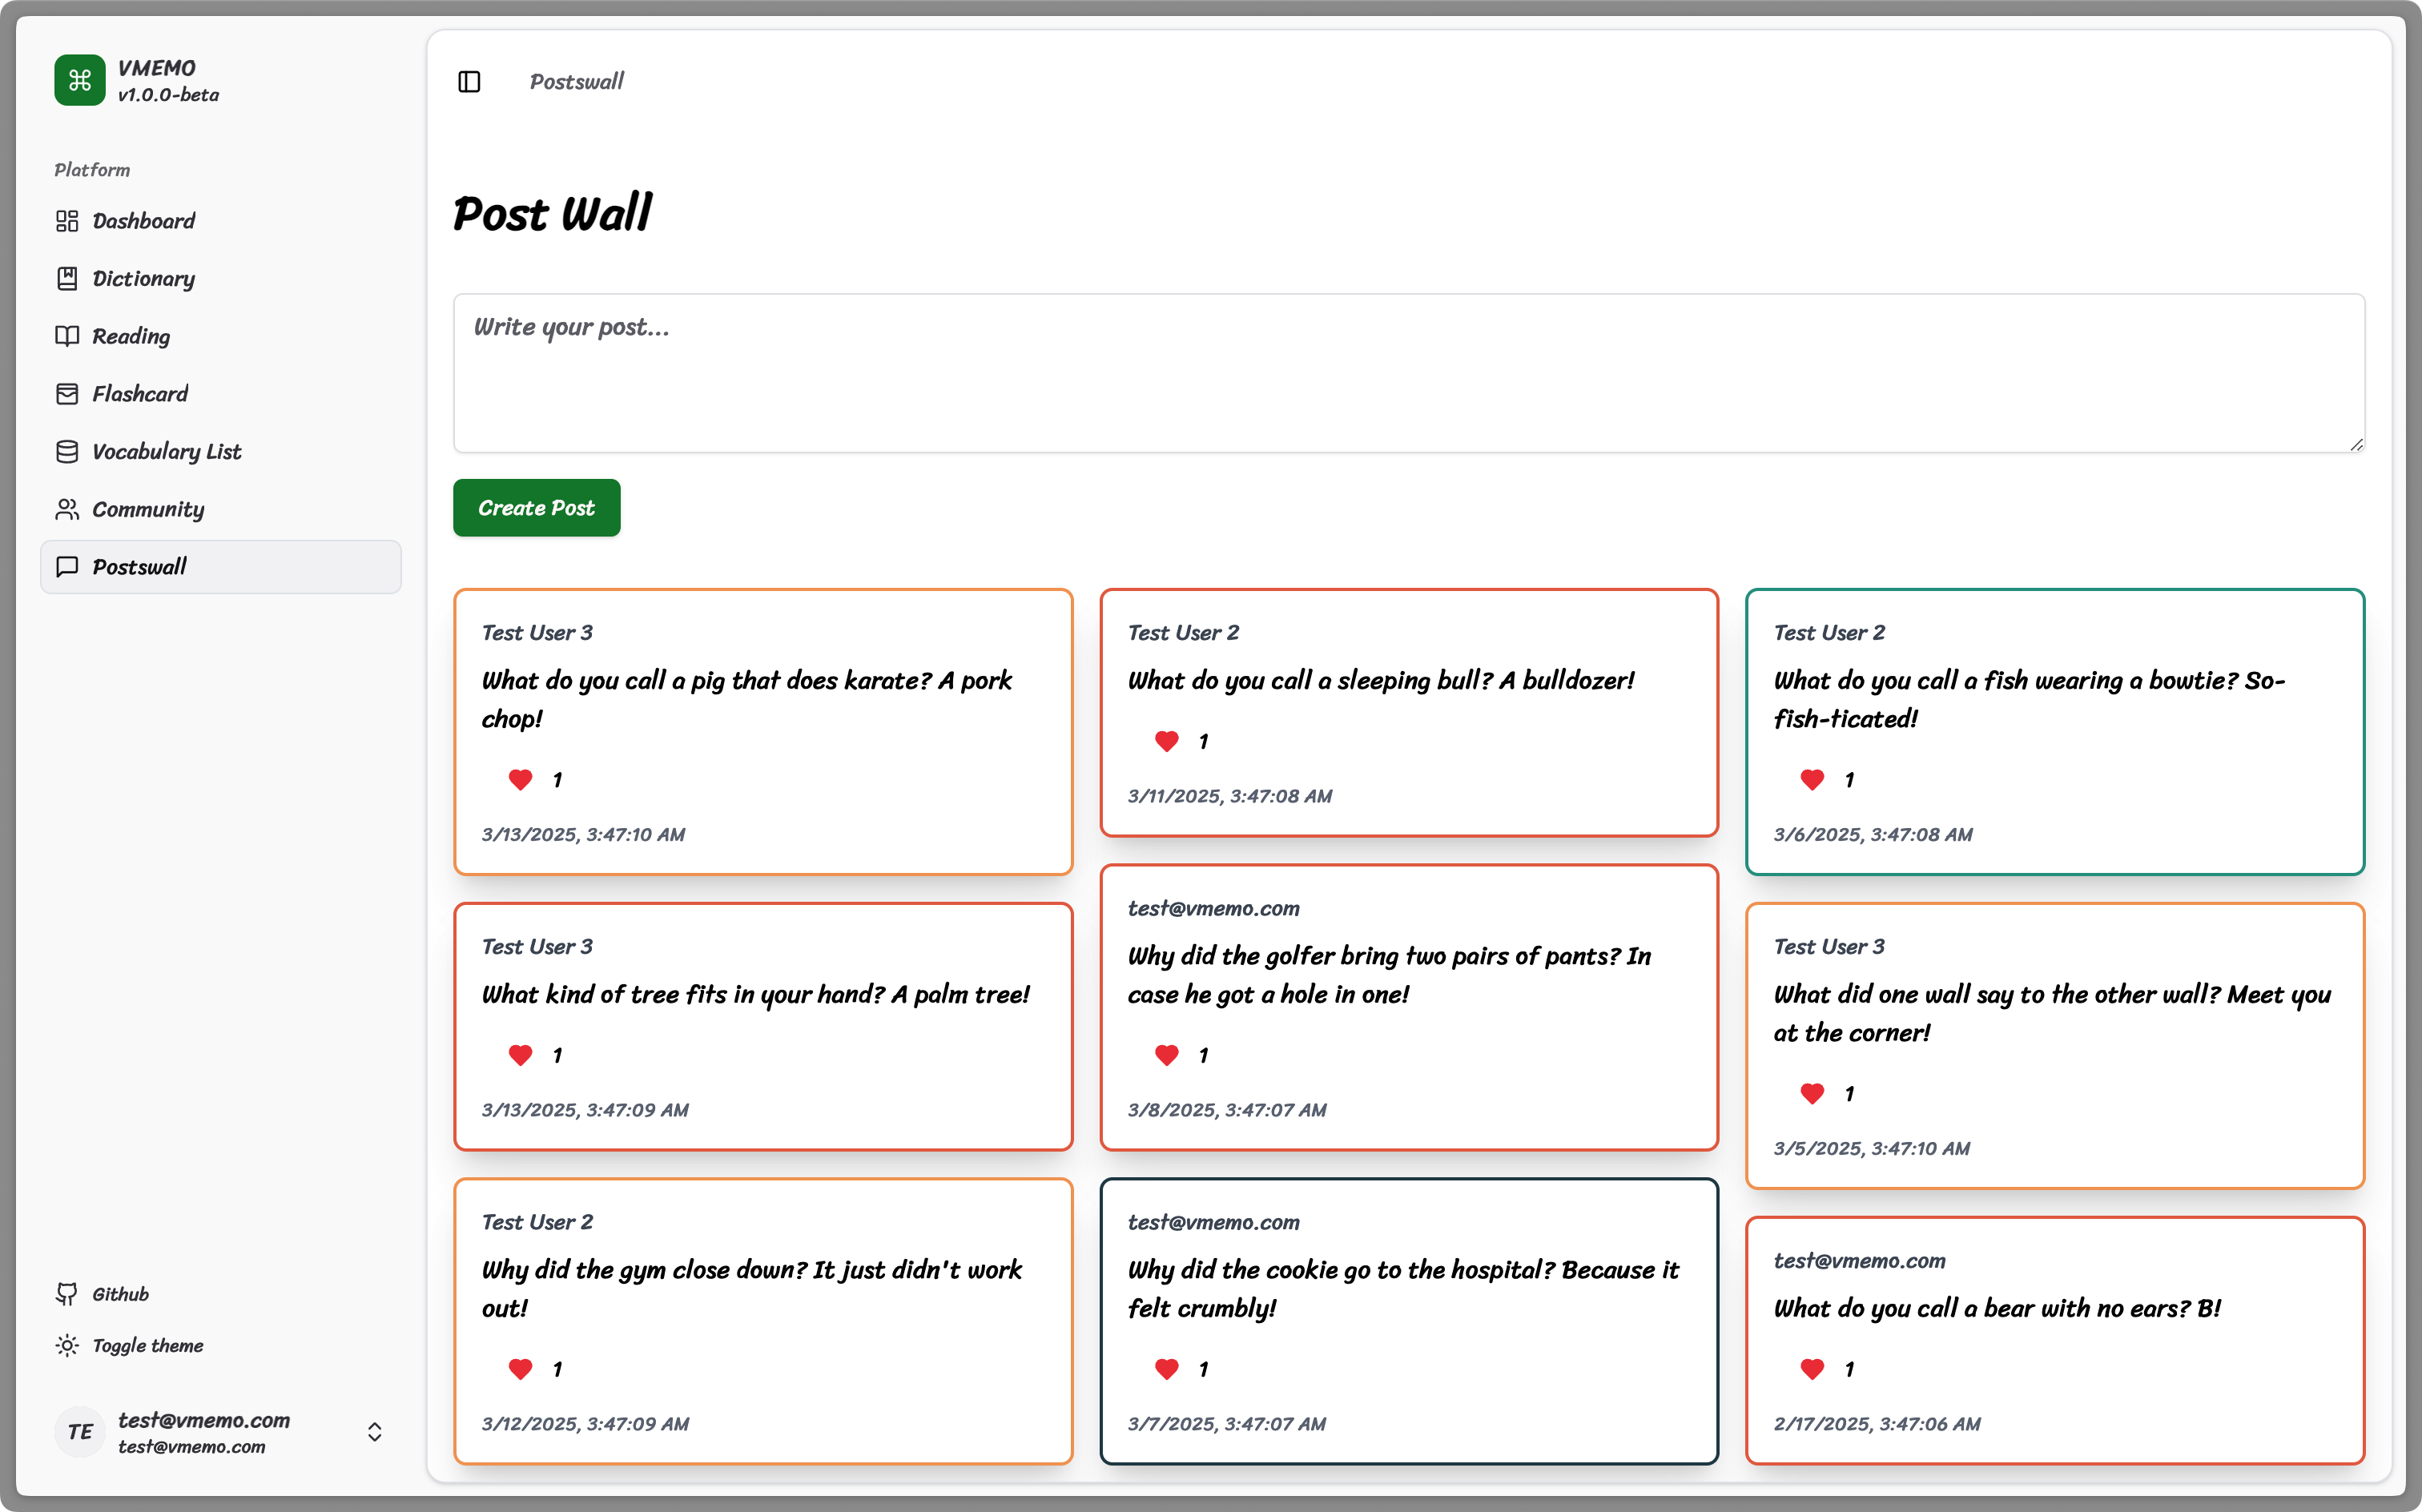 VMEMO
v1.0.0-beta
Platform
Dashboard
Dictionary
Reading
Flashcard
Vocabulary List
Community
Postswall
Github
Toggle theme
TE
test@vmemo.com
test@vmemo.com
Postswall
Post Wall
Write your post...
Create Post
Test User 3
What do you call a pig that does karate? A pork
chop!
1
3/13/2025, 3:47:10 AM
Test User 3
What kind of tree fits in your hand? A palm tree!
1
3/13/2025, 3:47:09 AM
Test User 2
Why did the gym close down? It just didn't work
out!
1
3/12/2025, 3:47:09 AM
Test User 2
What do you call a sleeping bull? A bulldozer!
1
3/11/2025, 3:47:08 AM
test@vmemo.com
Why did the golfer bring two pairs of pants? In
case he got a hole in one!
1
3/8/2025, 3:47:07 AM
test@vmemo.com
Why did the cookie go to the hospital? Because it
felt crumbly!
1
3/7/2025, 3:47:07 AM
Test User 2
What do you call a fish wearing a bowtie? So-
fish-ticated!
1
3/6/2025, 3:47:08 AM
Test User 3
What did one wall say to the other wall? Meet you
at the corner!
1
3/5/2025, 3:47:10 AM
test@vmemo.com
What do you call a bear with no ears? B!
1
2/17/2025, 3:47:06 AM